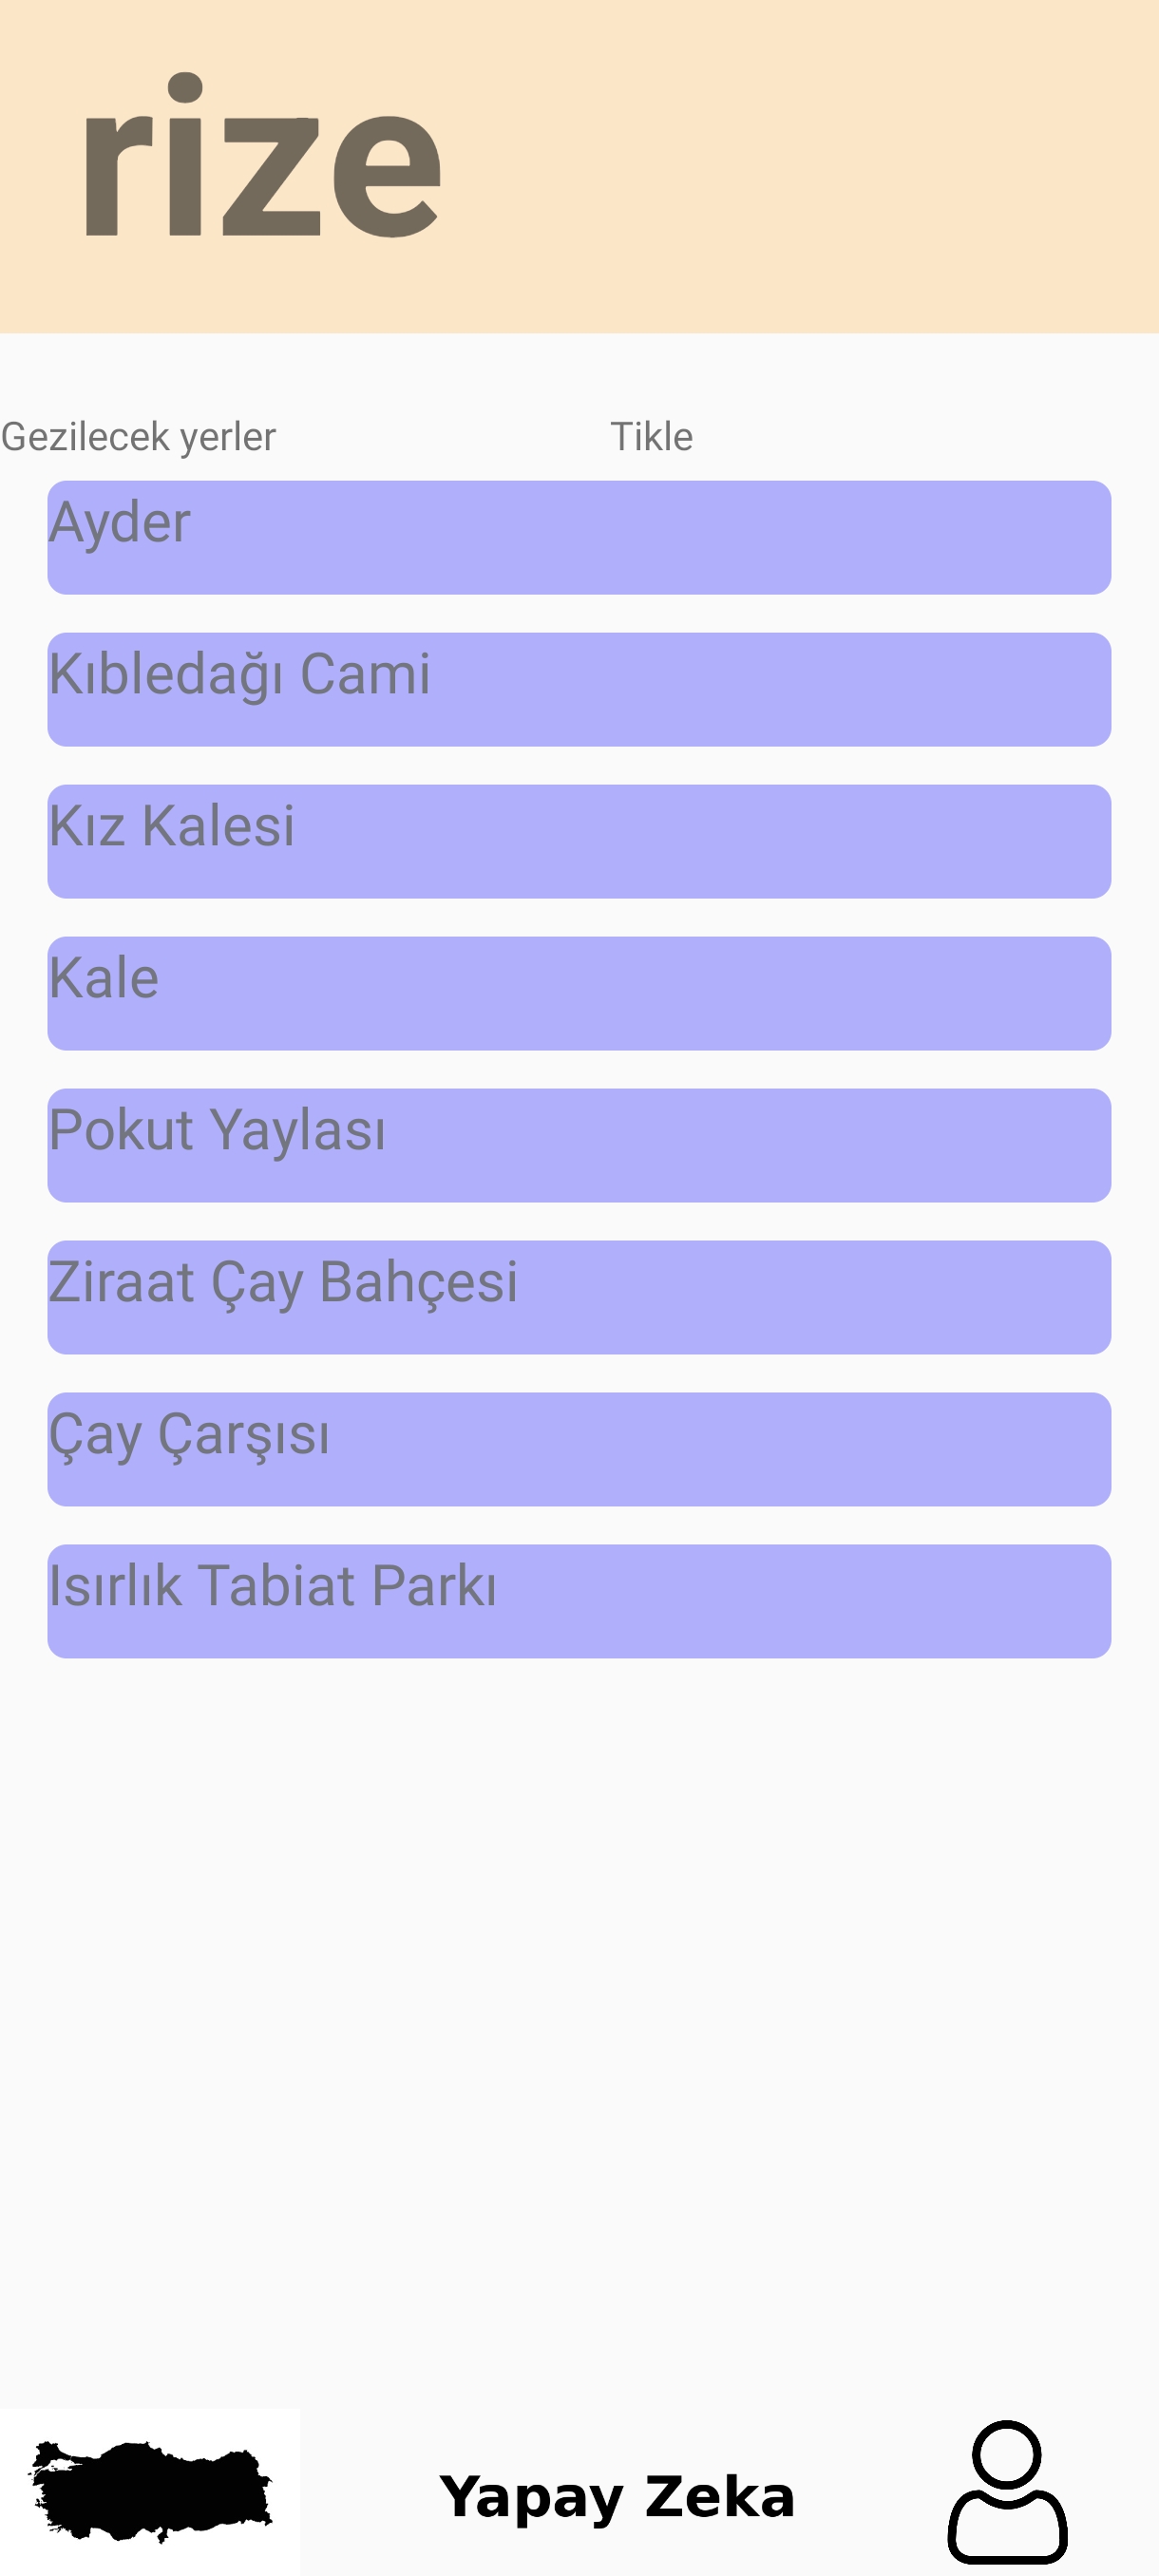 rize
Gezilecek yerler Tikle
Ayder
Kıbledağı Cami
Kız Kalesi
Kale
Pokut Yaylası
Ziraat Çay Bahçesi
Çay Çarşısı
Isırlık Tabiat Parkı
Yapay Zeka